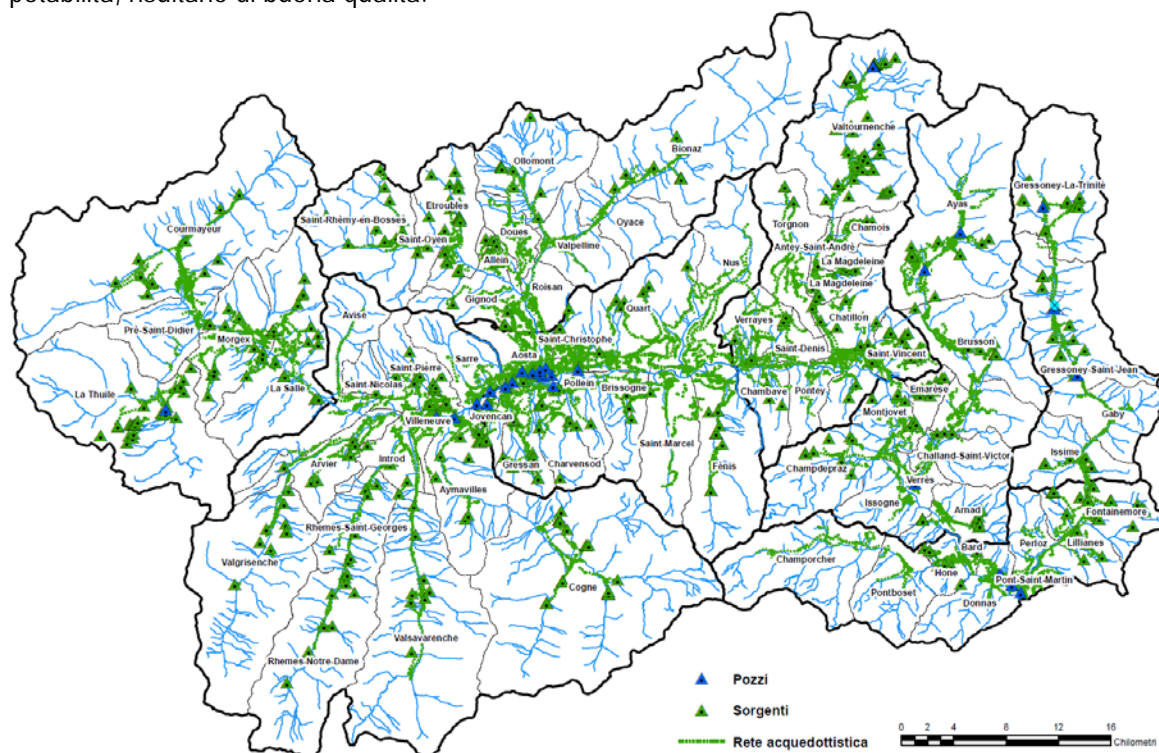 potabilità, risultano di buona qualità.
Valtournenche
Bionaz
Ollomont
Gressoney-La-Trinité
Ayas
Etroubles
Saint-Rhémy-en-Bosses
Courmayeur
Torgnon
Chamois
Oyace
Doues
Saint-Oyen
Valpelline
Allein
Antey-Saint-André
La Magdeleine
La Magdeleine
Nus
Roisan
Gignod
Quart
Avise
Chatillon
Verrayes
Pré-Saint-Didier
Morgex
Saint-Christophe
Brusson
Saint-Denis
Saint-Vincent
Aosta
Sarre
Saint-Pierre
Gressoney-Saint-Jean
La Thuile
La Salle
Saint-Nicolas
Pollein
Brissogne
Emarèse
Chambave
Pontey
Gaby
Villeneuve
Jovencan
Montjovet
Saint-Marcel
Issime
Challand-Saint-Victor
Arvier
Introd
Gressan
Charvensod
Fénis
Champdepraz
Verrès
Aymavilles
Issogne
Arnad
Fontainemore
Rhemes-Saint-Georges
Perloz
Lillianes
Bard
Valgrisenche
Champorcher
Hone
Cogne
Pontboset
Pont-Saint-Martin
Donnas
Valsavarenche
Rhemes-Notre-Dame
Pozzi
Sorgenti
Rete acquedottistica
0 2 4 8 12 16
Chilometri